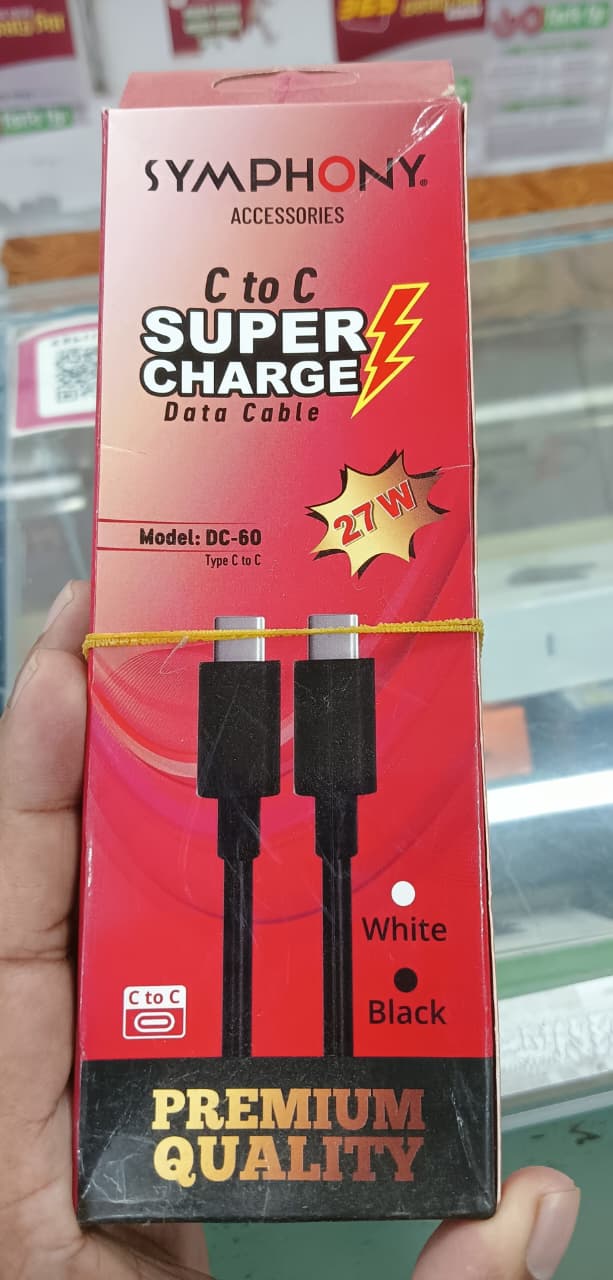 SYMPHONY®
ACCESSORIES
C to C
SUPER
CHARGE
Data Cable
27 W
Model: DC-60
Type C to C
White
Black
C to C
PREMIUM
QUALITY